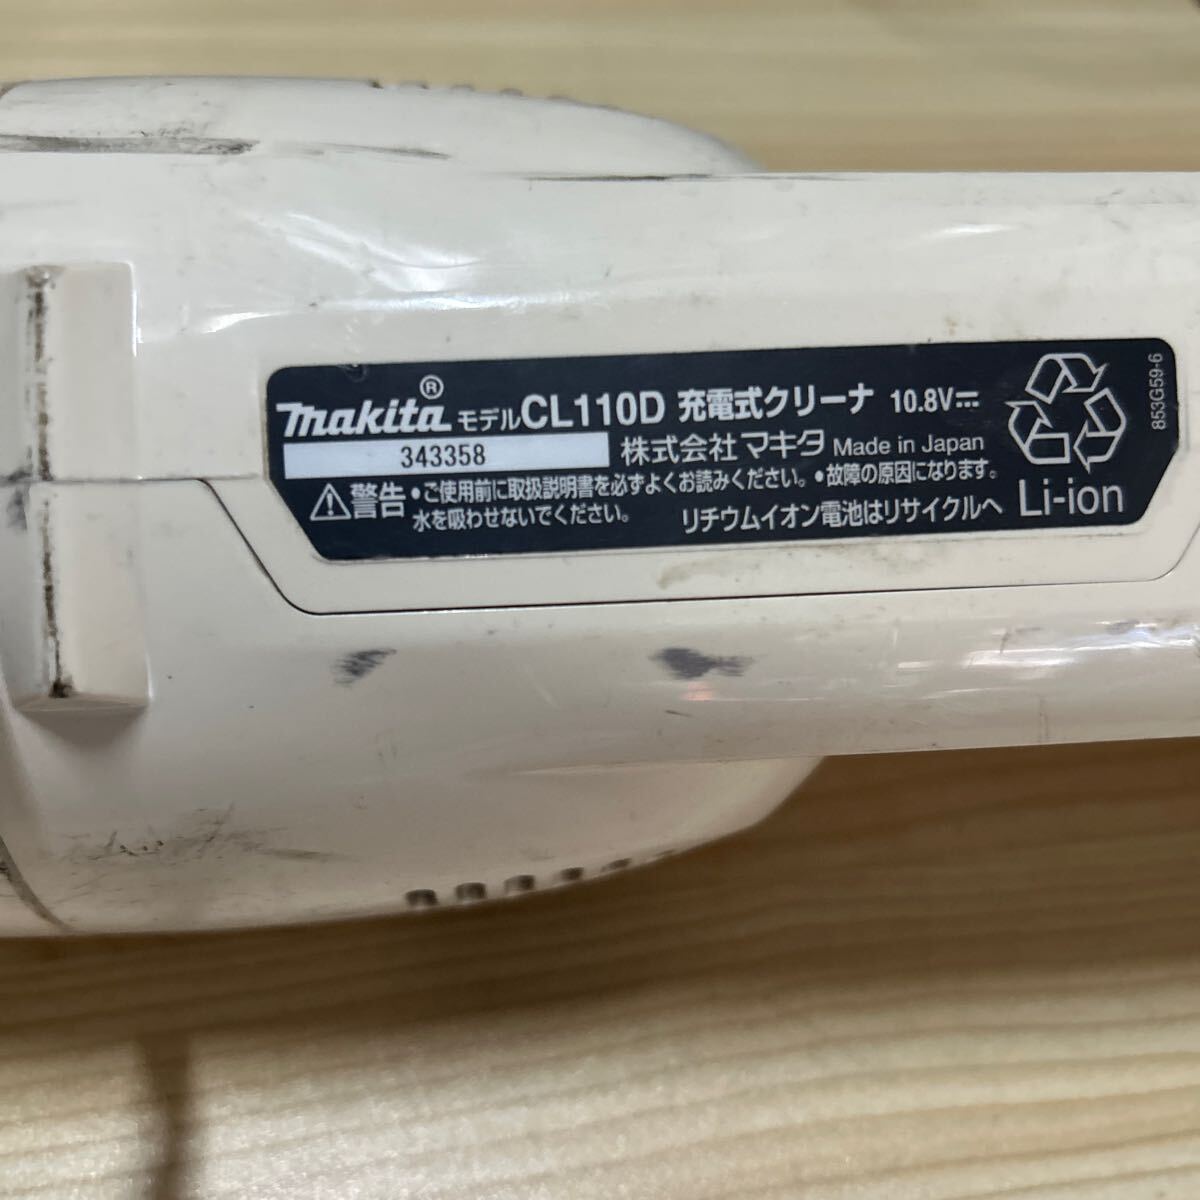 makita® モデルCL110D 充電式クリーナ 10.8V⎓
343358 株式会社マキタ Made in Japan
⚠警告 •ご使用前に取扱説明書を必ずよくお読みください。•故障の原因になります。
水を吸わせないでください。 リチウムイオン電池はリサイクルへ Li-ion
853G59-6